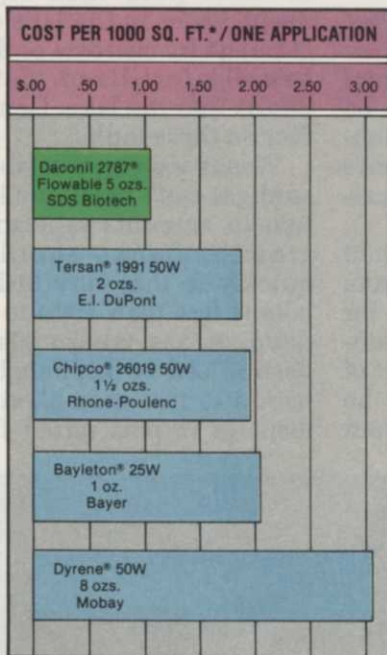 COST PER 1000 SQ. FT.* / ONE APPLICATION
$.00 .50 1.00 1.50 2.00 2.50 3.00
Daconil 2787®
Flowable 5 ozs.
SDS Biotech
Tersan® 1991 50W
2 ozs.
E.I. DuPont
Chipco® 26019 50W
1½ ozs.
Rhone-Poulenc
Bayleton® 25W
1 oz.
Bayer
Dyrene® 50W
8 ozs.
Mobay